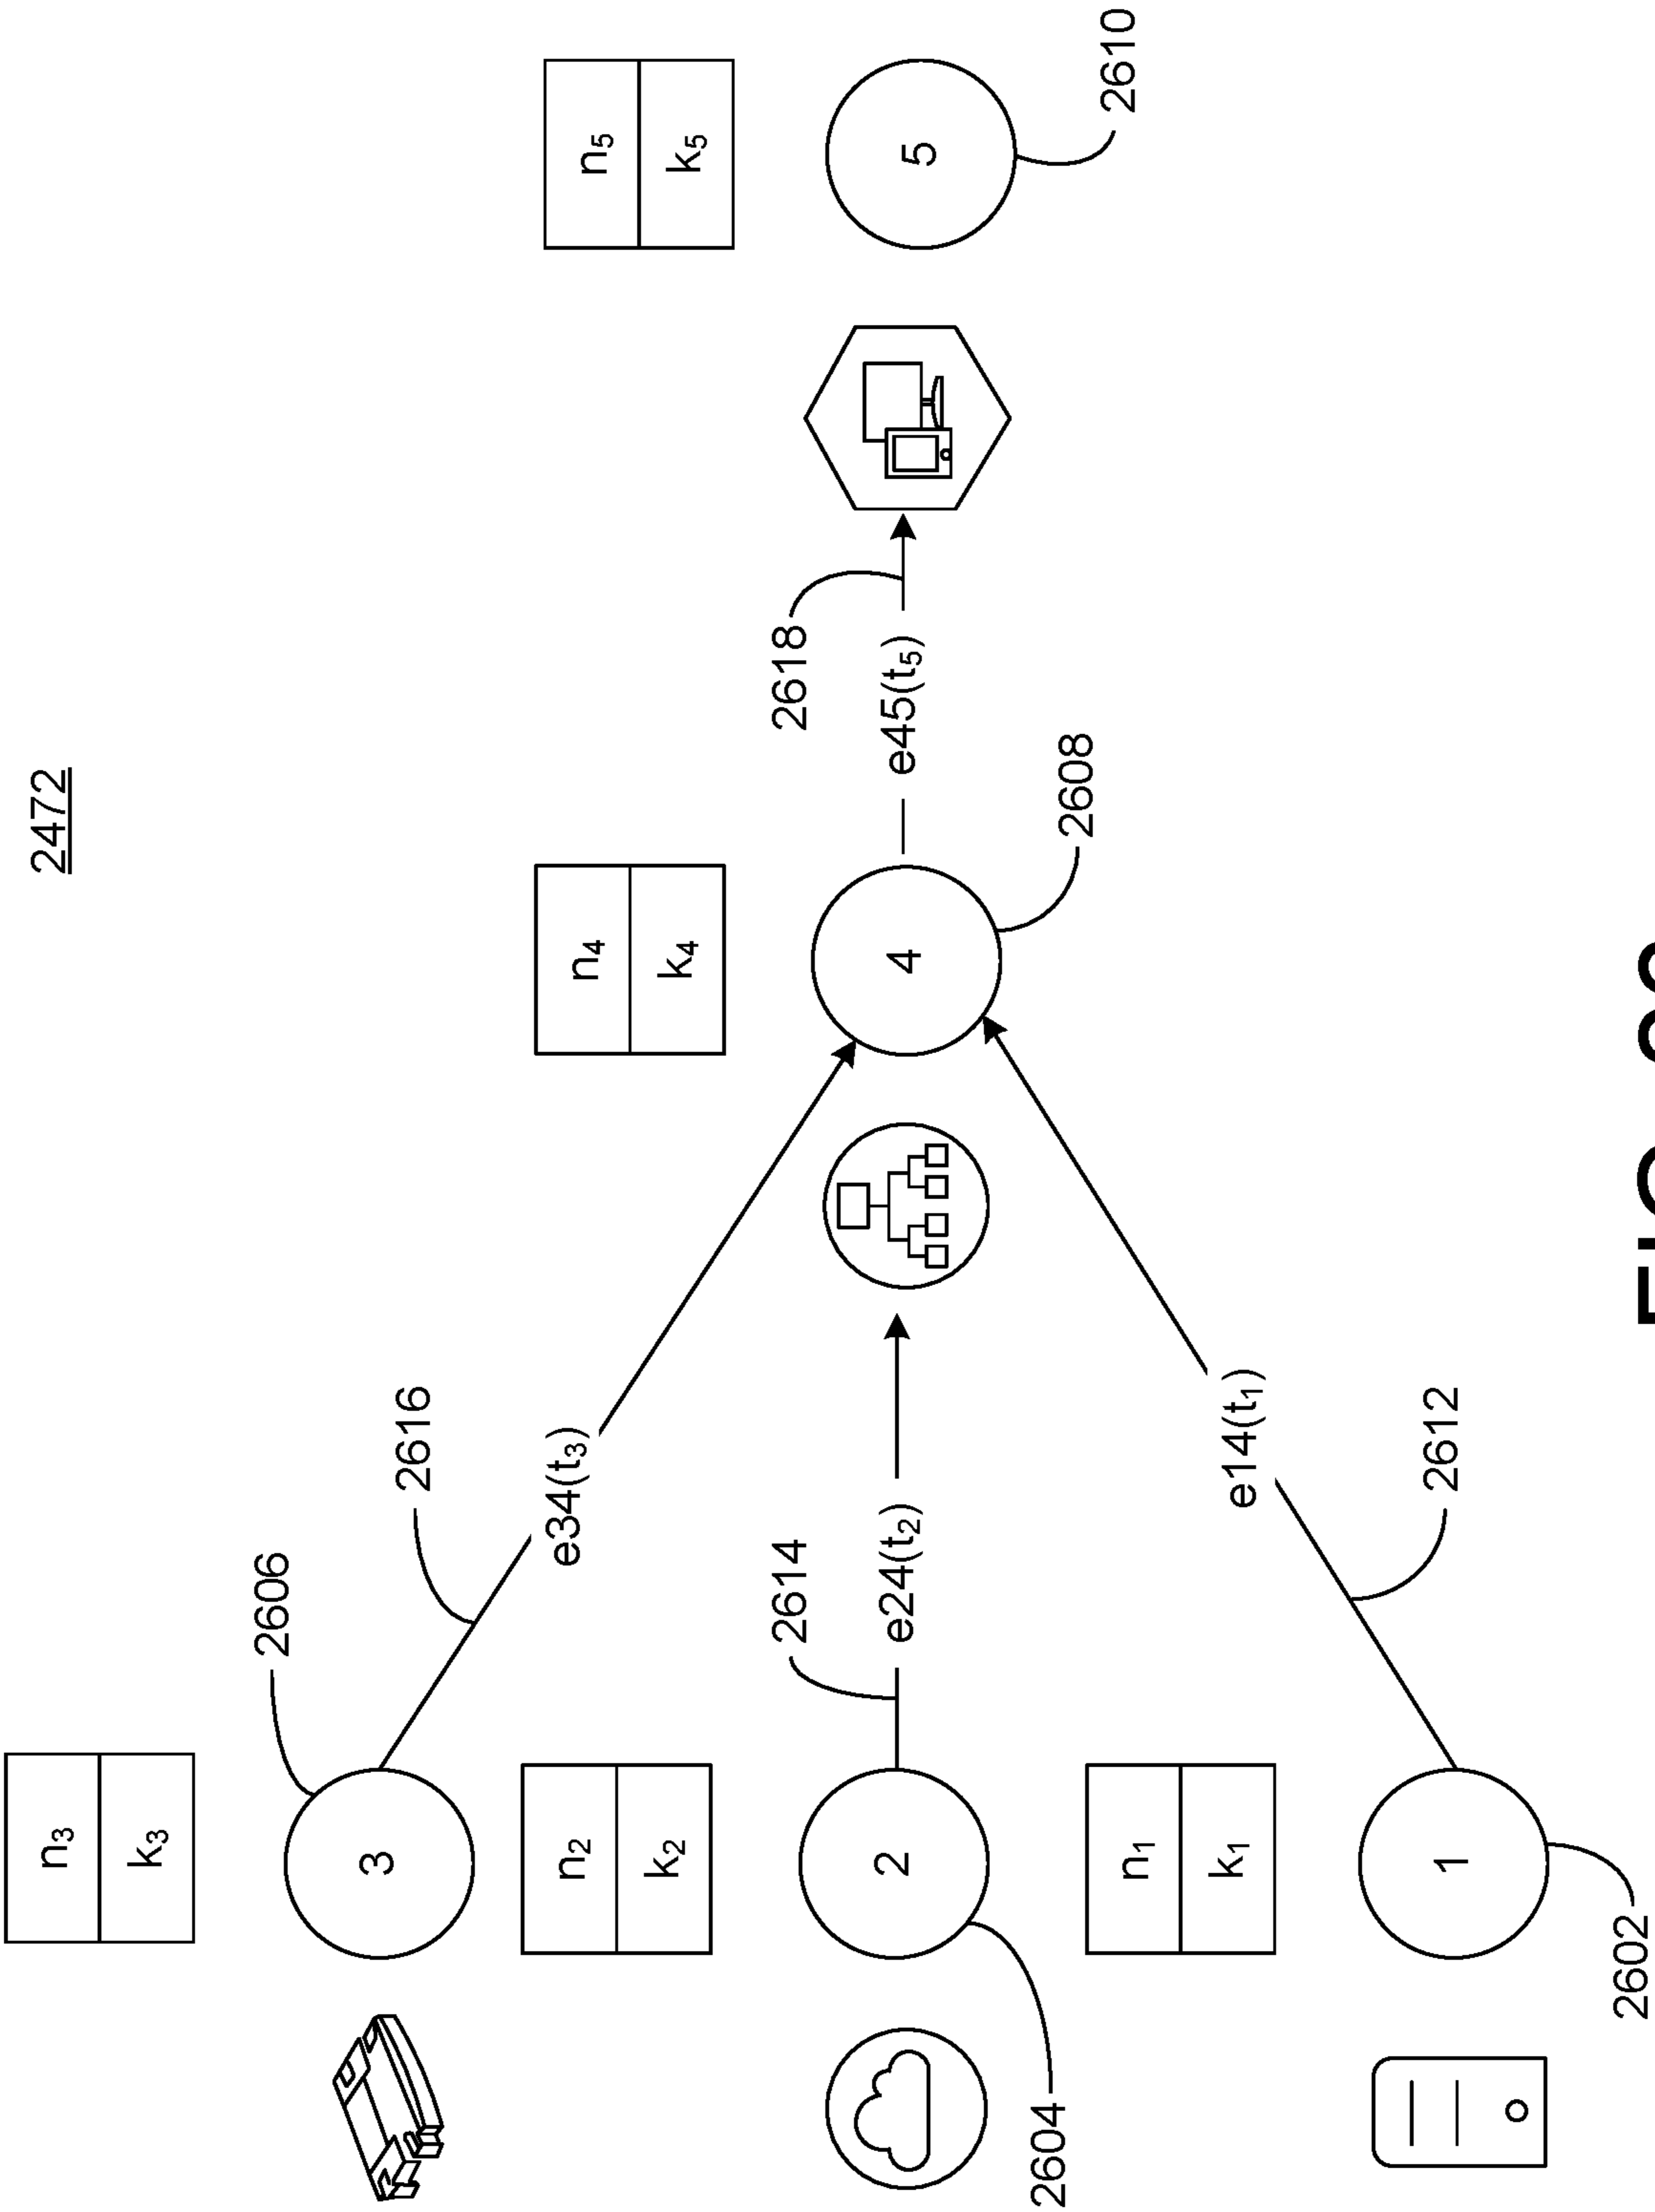 2472
n₃
k₃
2606
3
2616
e34(t₃)
n₂
k₂
n₄
k₄
n₅
k₅
2614
2618
2
e24(t₂)
4
e45(t₅)
5
2604
2608
2610
n₁
k₁
e14(t₁)
1
2612
2602